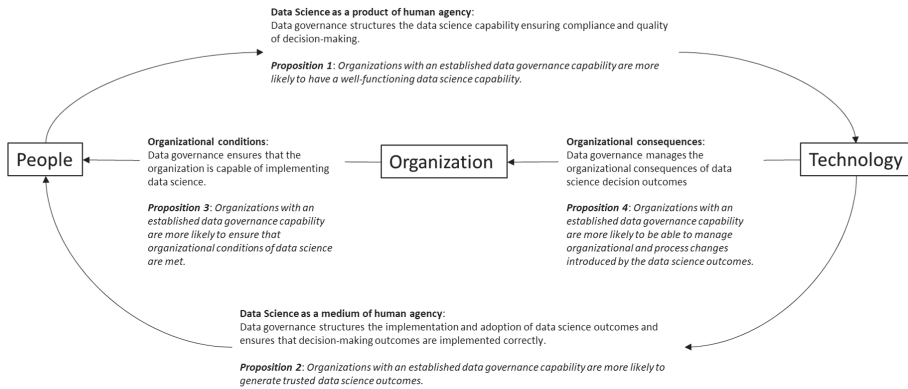 Data Science as a product of human agency:
Data governance structures the data science capability ensuring compliance and quality
of decision-making.
Proposition 1: Organizations with an established data governance capability are more
likely to have a well-functioning data science capability.
People
Organizational conditions:
Data governance ensures that the
organization is capable of implementing
data science.
Proposition 3: Organizations with an
established data governance capability
are more likely to ensure that
organizational conditions of data science
are met.
Organization
Organizational consequences:
Data governance manages the
organizational consequences of data
science decision outcomes
Proposition 4: Organizations with an
established data governance capability
are more likely to be able to manage
organizational and process changes
introduced by the data science outcomes.
Technology
Data Science as a medium of human agency:
Data governance structures the implementation and adoption of data science outcomes and
ensures that decision-making outcomes are implemented correctly.
Proposition 2: Organizations with an established data governance capability are more likely to
generate trusted data science outcomes.